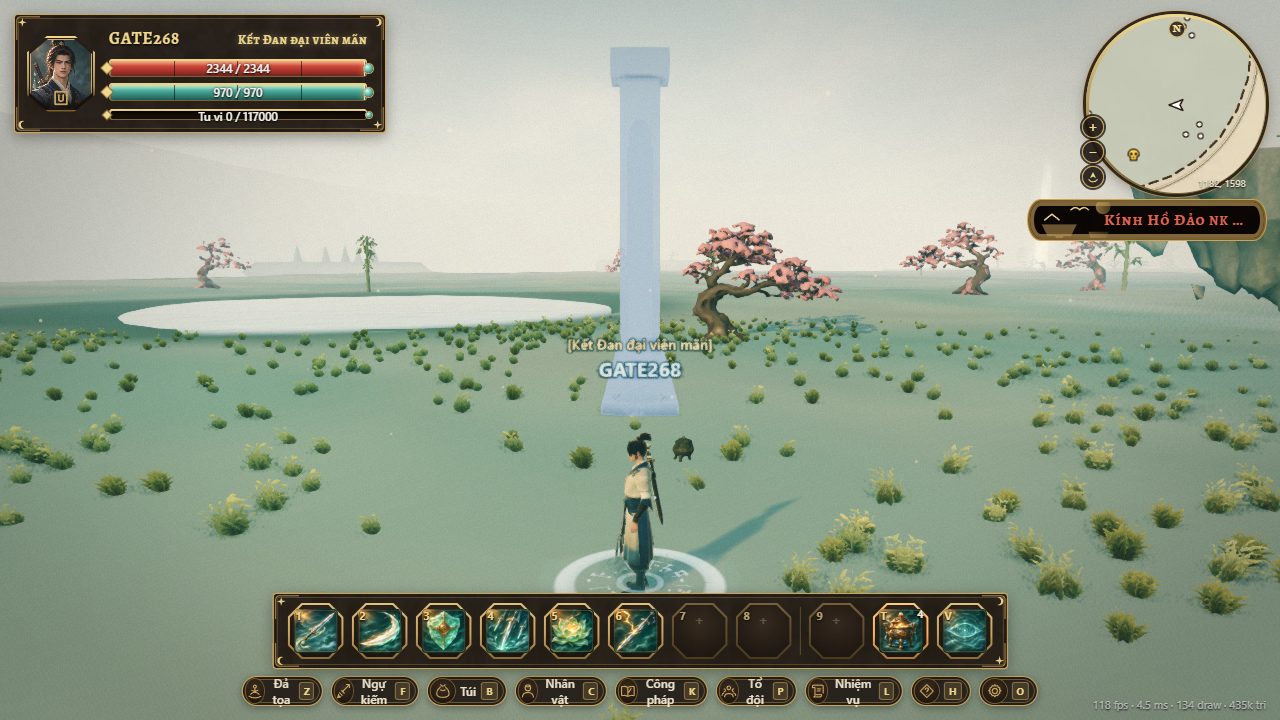 GATE268
Kết Đan đại viên mãn
2344 / 2344
970 / 970
U
Tu vi 0 / 117000
N
+
−
1598
Kính Hồ Đảo NK ...
[Kết Đan đại viên mãn]
GATE268
1
2
3
4
5
6
7
8
9
4
V
Đả tọa Z
Ngự kiếm F
Túi B
Nhân vật C
Công pháp K
Tổ đội P
Nhiệm vụ L
H
O
118 fps · 4.5 ms · 134 draw · 435k tri